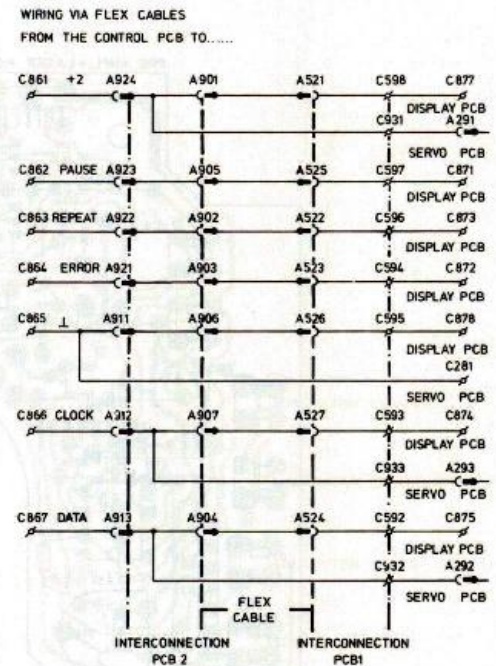 WIRING VIA FLEX CABLES
FROM THE CONTROL PCB TO......
C861 +2 A924 A901 A521 C598 C877
DISPLAY PCB
C931 A291
SERVO PCB
C862 PAUSE A923 A905 A525 C597 C871
DISPLAY PCB
C863 REPEAT A922 A902 A522 C596 C873
DISPLAY PCB
C864 ERROR A921 A903 A523 C594 C872
DISPLAY PCB
C865 ⊥ A911 A906 A526 C595 C878
DISPLAY PCB
C281
SERVO PCB
C866 CLOCK A912 A907 A527 C593 C874
DISPLAY PCB
C933 A293
SERVO PCB
C867 DATA A913 A904 A524 C592 C875
DISPLAY PCB
C932 A292
SERVO PCB
FLEX
CABLE
INTERCONNECTION INTERCONNECTION
PCB 2 PCB1